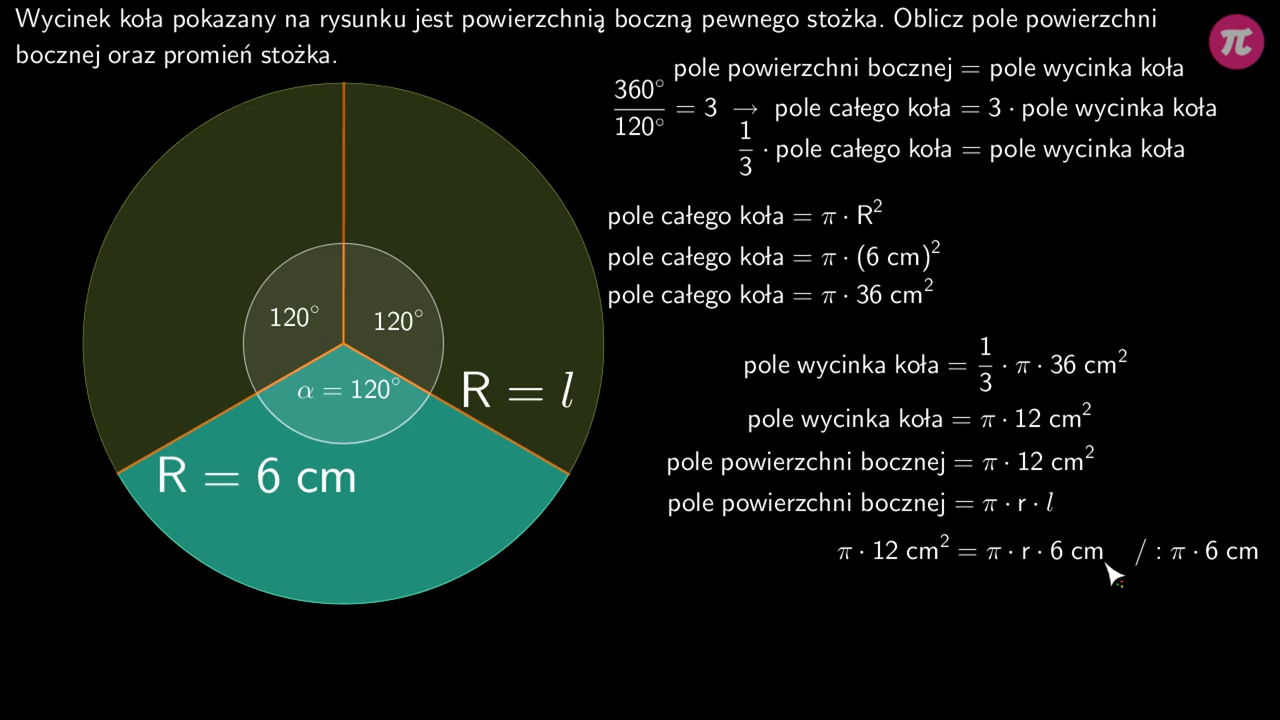 Wycinek koła pokazany na rysunku jest powierzchnią boczną pewnego stożka. Oblicz pole powierzchni
bocznej oraz promień stożka.
π
pole powierzchni bocznej = pole wycinka koła
360°/120° = 3 → pole całego koła = 3 · pole wycinka koła
1/3 · pole całego koła = pole wycinka koła
pole całego koła = π · R²
pole całego koła = π · (6 cm)²
pole całego koła = π · 36 cm²
pole wycinka koła = 1/3 · π · 36 cm²
pole wycinka koła = π · 12 cm²
pole powierzchni bocznej = π · 12 cm²
pole powierzchni bocznej = π · r · l
π · 12 cm² = π · r · 6 cm / : π · 6 cm
120° 120°
α = 120°
R = l
R = 6 cm